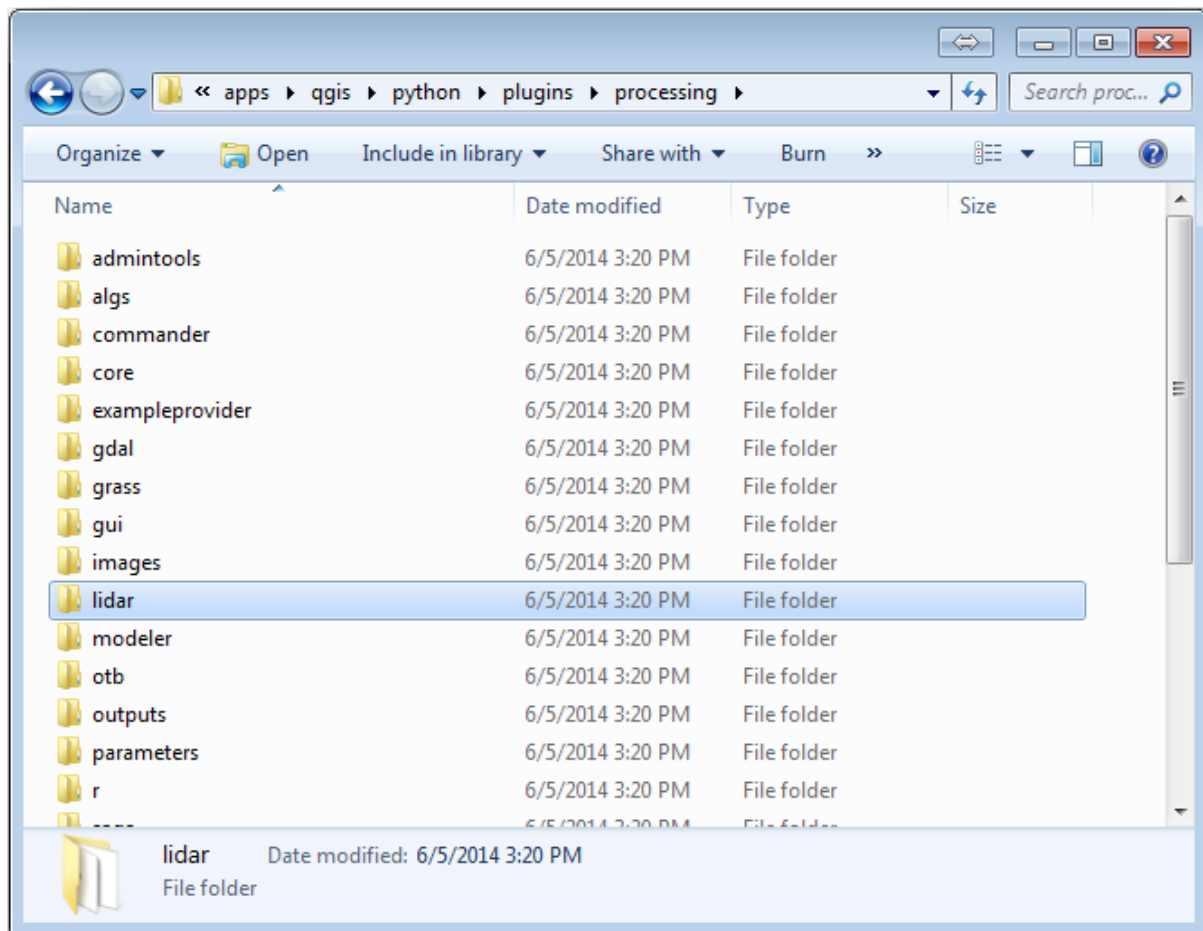 « apps ▸ qgis ▸ python ▸ plugins ▸ processing ▸ Search proc...
Organize ▾ Open Include in library ▾ Share with ▾ Burn »
Name Date modified Type Size
admintools 6/5/2014 3:20 PM File folder
algs 6/5/2014 3:20 PM File folder
commander 6/5/2014 3:20 PM File folder
core 6/5/2014 3:20 PM File folder
exampleprovider 6/5/2014 3:20 PM File folder
gdal 6/5/2014 3:20 PM File folder
grass 6/5/2014 3:20 PM File folder
gui 6/5/2014 3:20 PM File folder
images 6/5/2014 3:20 PM File folder
lidar 6/5/2014 3:20 PM File folder
modeler 6/5/2014 3:20 PM File folder
otb 6/5/2014 3:20 PM File folder
outputs 6/5/2014 3:20 PM File folder
parameters 6/5/2014 3:20 PM File folder
r 6/5/2014 3:20 PM File folder
6/5/2014 3:20 PM File folder
lidar Date modified: 6/5/2014 3:20 PM
File folder